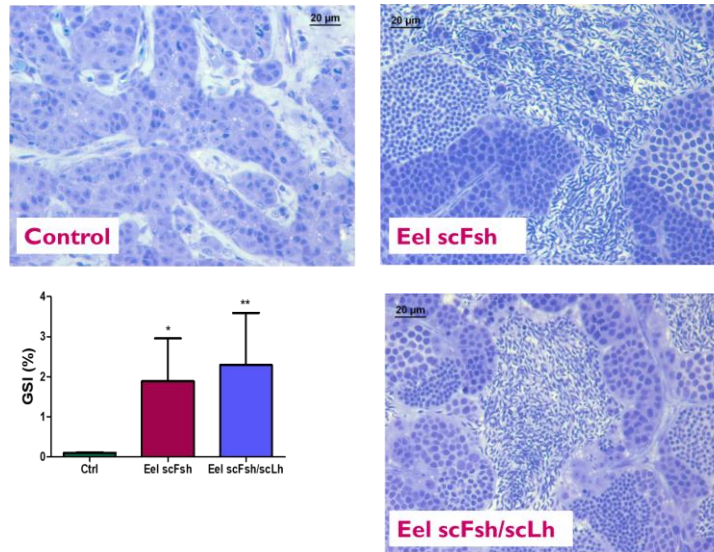 20 µm
Control
20 µm
Eel scFsh
4
3
2
1
0
GSI (%)
*
**
Ctrl
Eel scFsh
Eel scFsh/scLh
20 µm
Eel scFsh/scLh